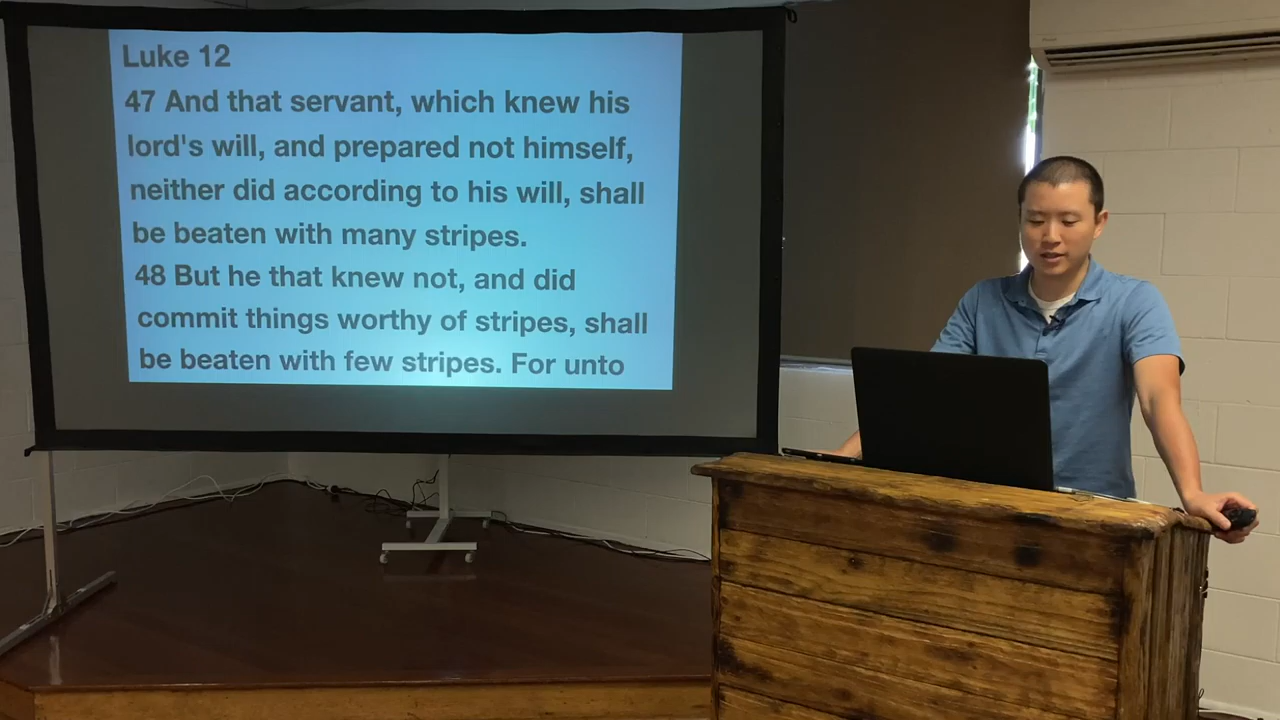 Luke 12
47 And that servant, which knew his
lord's will, and prepared not himself,
neither did according to his will, shall
be beaten with many stripes.
48 But he that knew not, and did
commit things worthy of stripes, shall
be beaten with few stripes. For unto